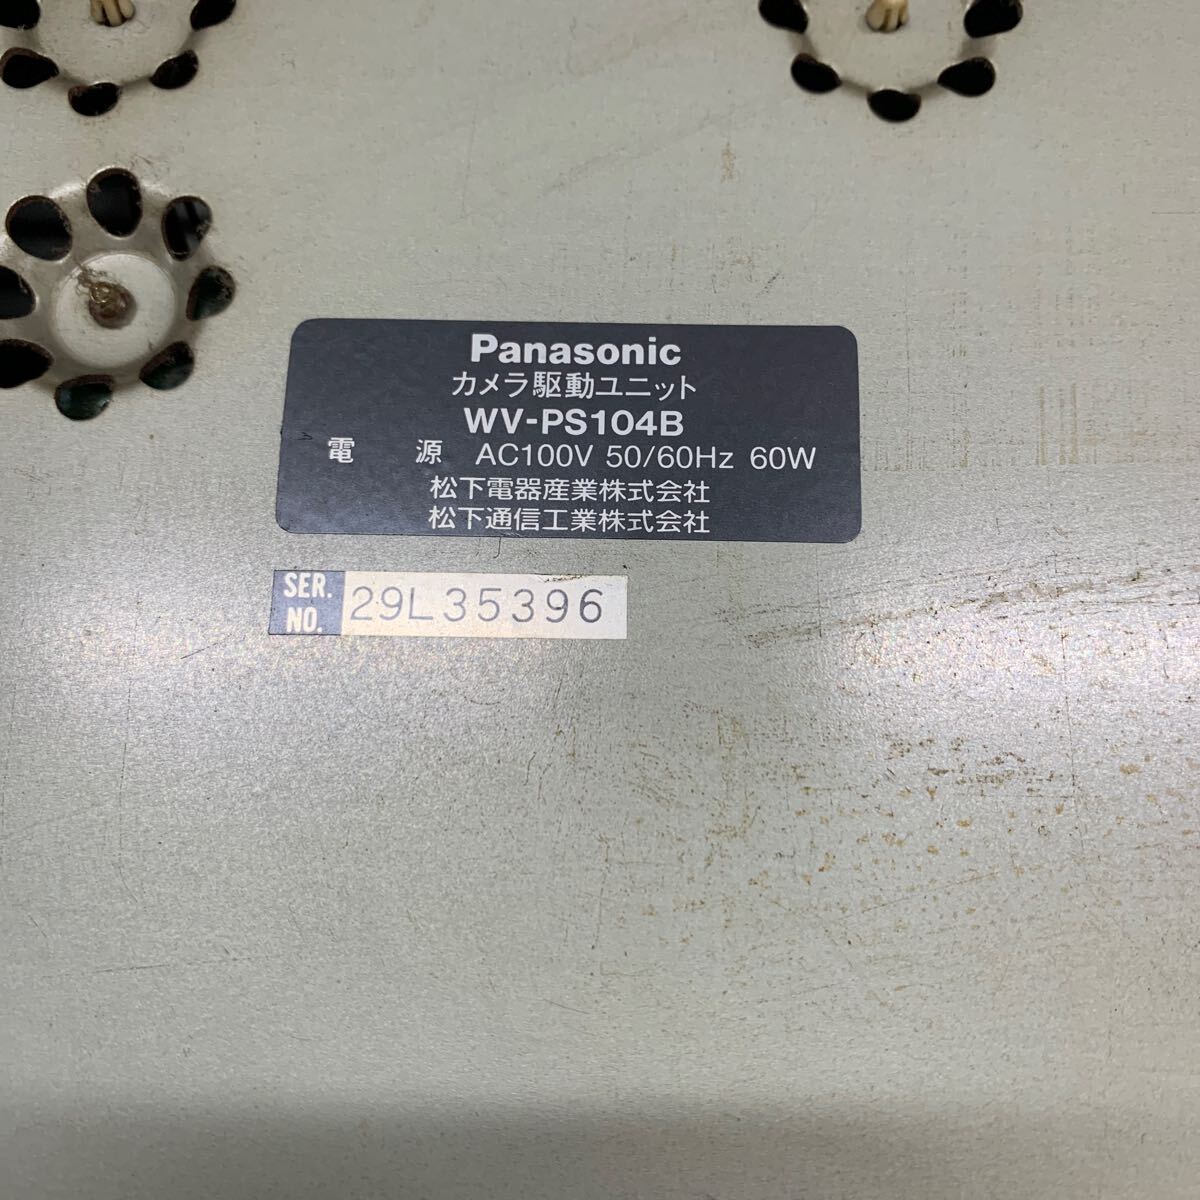 Panasonic
カメラ駆動ユニット
WV-PS104B
電 源 AC100V 50/60Hz 60W
松下電器産業株式会社
松下通信工業株式会社
SER. NO. 29L35396